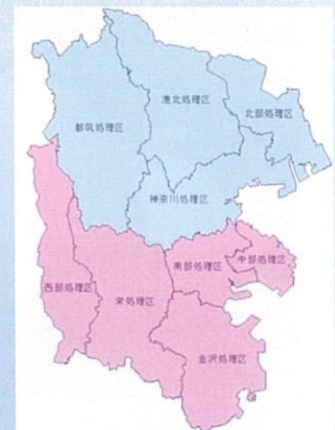 港北処理区
北部処理区
都筑処理区
神奈川処理区
中部処理区
南部処理区
西部処理区
栄処理区
金沢処理区